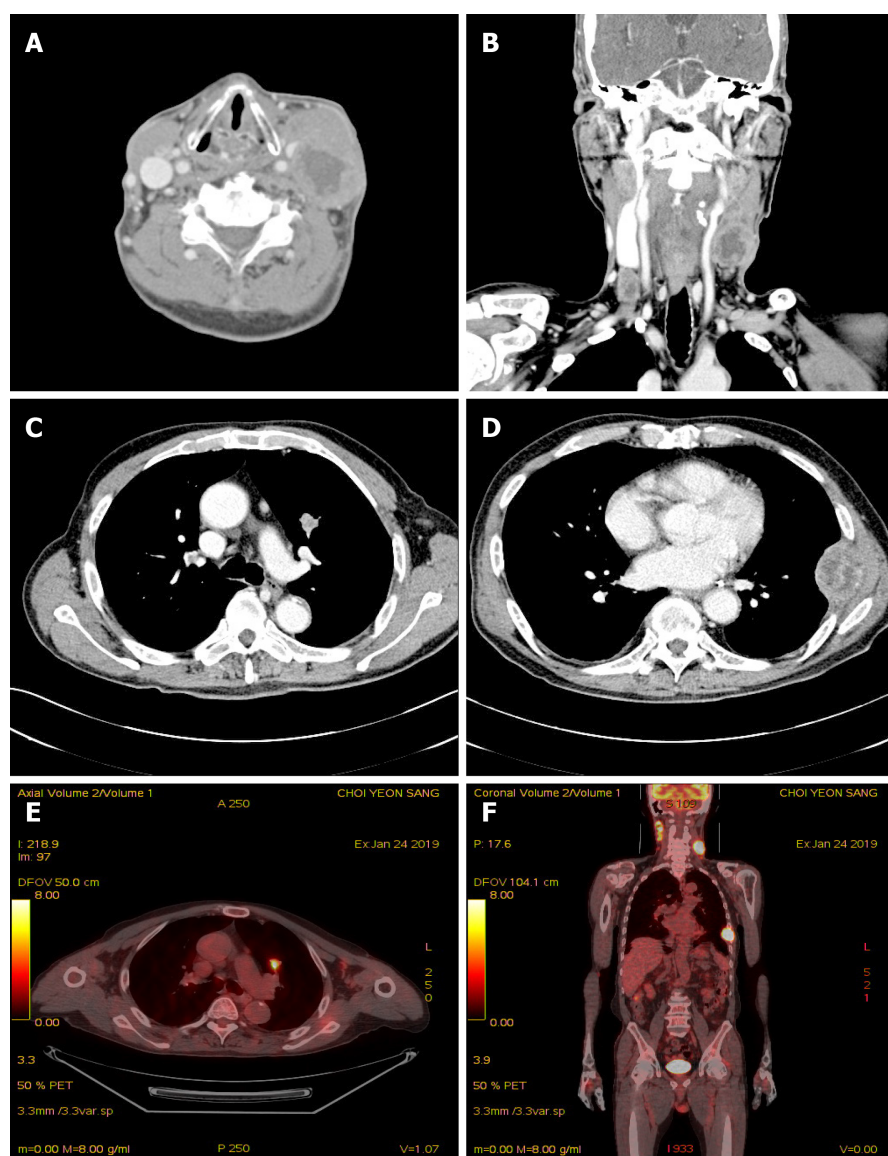 A
B
C
D
E
Axial Volume 2/Volume 1
A 250
CHOI YEON SANG
I: 218.9
Im: 97
Ex:Jan 24 2019
DFOV 50.0 cm
8.00
0.00
L
2
5
0
3.3
50 % PET
3.3mm /3.3var.sp
m=0.00 M=8.00 g/ml
P 250
V=1.07
F
Coronal Volume 2/Volume 1
S 109
CHOI YEON SANG
P: 17.6
Ex:Jan 24 2019
DFOV 104.1 cm
8.00
0.00
L
5
2
1
3.9
50 % PET
3.3mm /3.3var.sp
m=0.00 M=8.00 g/ml
I 933
V=0.00